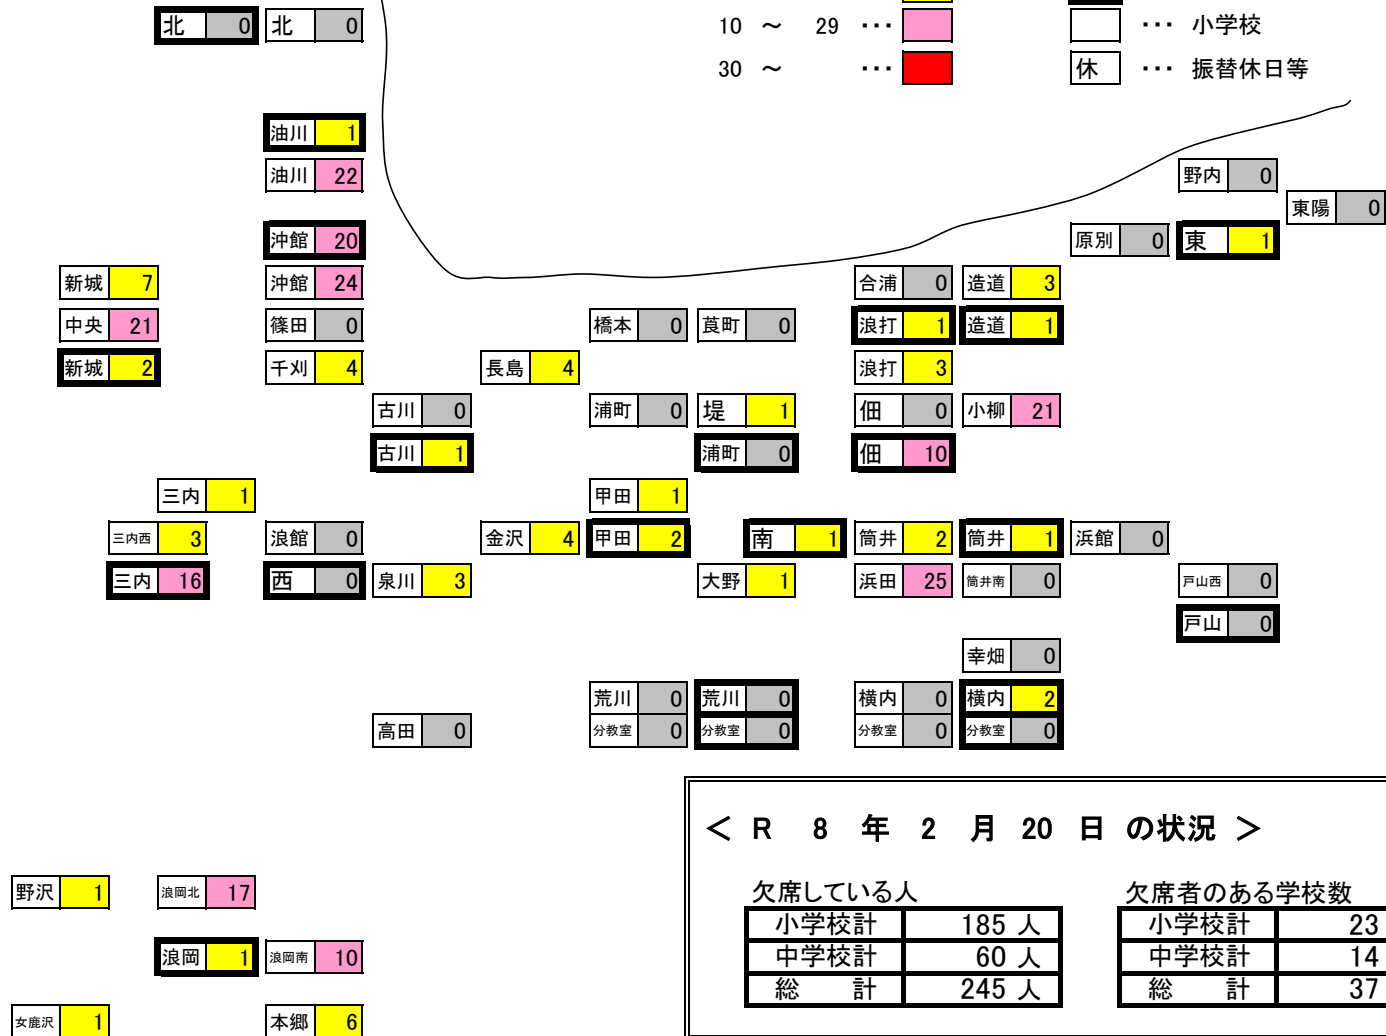 北 0 北 0 10 ～ 29 ･･･ ･･･ 小学校
30 ～ ･･･ 休 ･･･ 振替休日等
油川 1
油川 22 野内 0
東陽 0
沖館 20 原別 0 東 1
新城 7 沖館 24 合浦 0 造道 3
中央 21 篠田 0 橋本 0 莨町 0 浪打 1 造道 1
新城 2 千刈 4 長島 4 浪打 3
古川 0 浦町 0 堤 1 佃 0 小柳 21
古川 1 浦町 0 佃 10
三内 1 甲田 1
三内西 3 浪館 0 金沢 4 甲田 2 南 1 筒井 2 筒井 1 浜館 0
三内 16 西 0 泉川 3 大野 1 浜田 25 筒井南 0 戸山西 0
戸山 0
幸畑 0
荒川 0 荒川 0 横内 0 横内 2
高田 0 分教室 0 分教室 0 分教室 0 分教室 0
＜ R 8 年 2 月 20 日 の状況 ＞
野沢 1 浪岡北 17 欠席している人 欠席者のある学校数
小学校計 185 人 小学校計 23
浪岡 1 浪岡南 10 中学校計 60 人 中学校計 14
総 計 245 人 総 計 37
女鹿沢 1 本郷 6